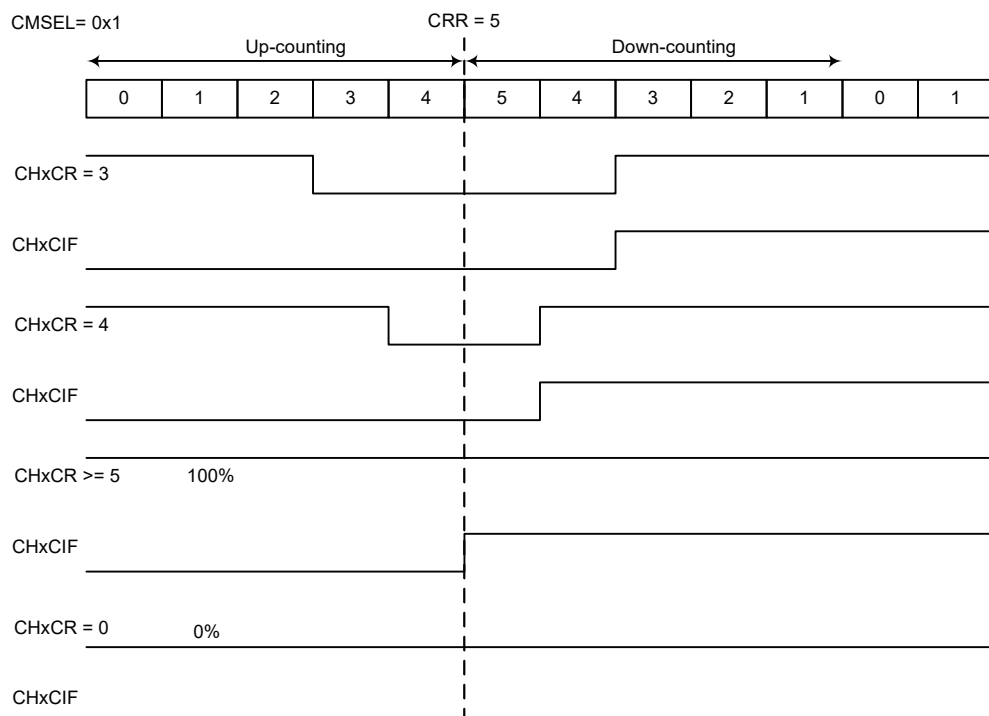 CMSEL= 0x1
CRR = 5
Up-counting
Down-counting
0 1 2 3 4 5 4 3 2 1 0 1
CHxCR = 3
CHxCIF
CHxCR = 4
CHxCIF
CHxCR >= 5 100%
CHxCIF
CHxCR = 0 0%
CHxCIF